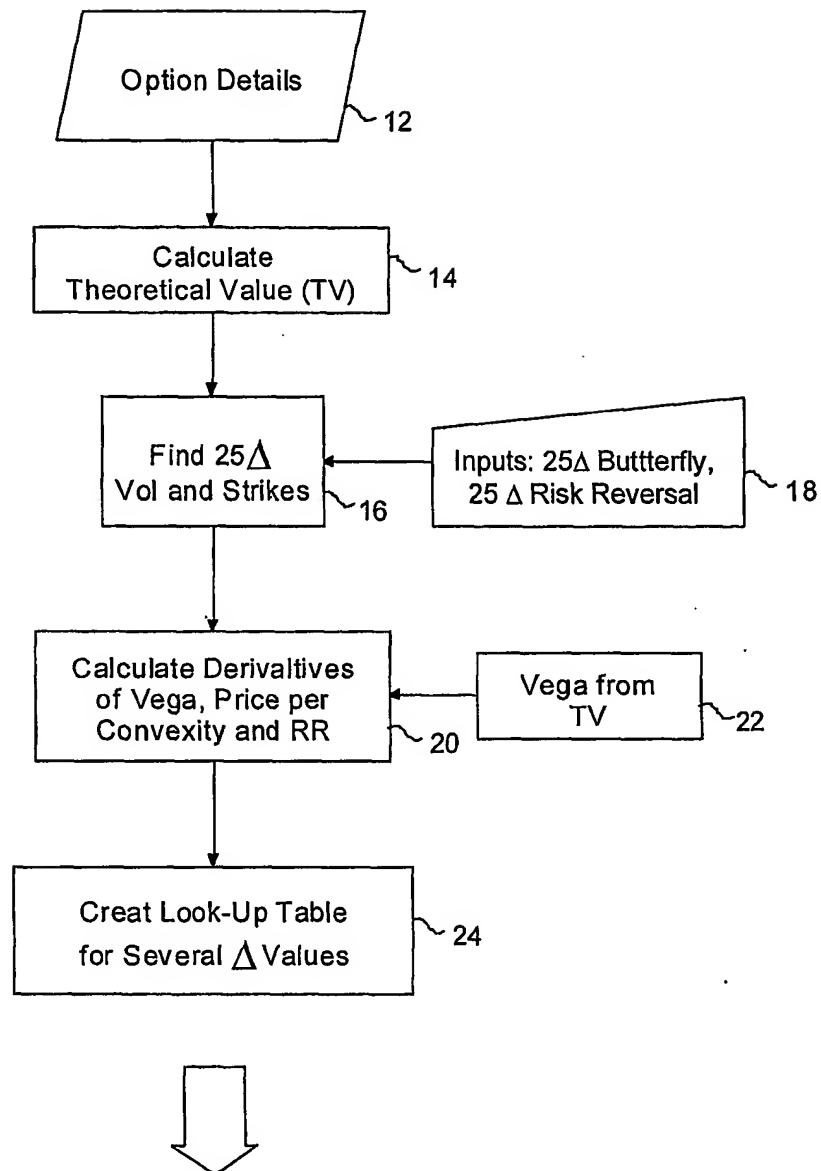 Option Details
12
Calculate
Theoretical Value (TV)
14
Find 25Δ
Vol and Strikes
16
Inputs: 25Δ Buttterfly,
25 Δ Risk Reversal
18
Calculate Derivaltives
of Vega, Price per
Convexity and RR
20
Vega from
TV
22
Creat Look-Up Table
for Several Δ Values
24